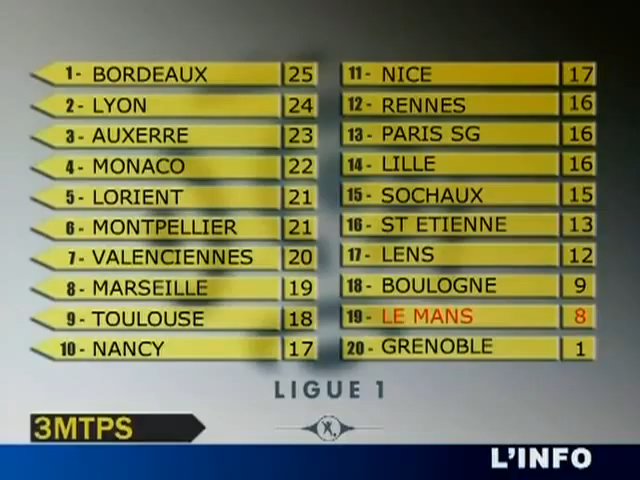 1- BORDEAUX 25
2- LYON 24
3- AUXERRE 23
4- MONACO 22
5- LORIENT 21
6- MONTPELLIER 21
7- VALENCIENNES 20
8- MARSEILLE 19
9- TOULOUSE 18
10- NANCY 17
11- NICE 17
12- RENNES 16
13- PARIS SG 16
14- LILLE 16
15- SOCHAUX 15
16- ST ETIENNE 13
17- LENS 12
18- BOULOGNE 9
19- LE MANS 8
20- GRENOBLE 1
LIGUE 1
3MTPS
L'INFO